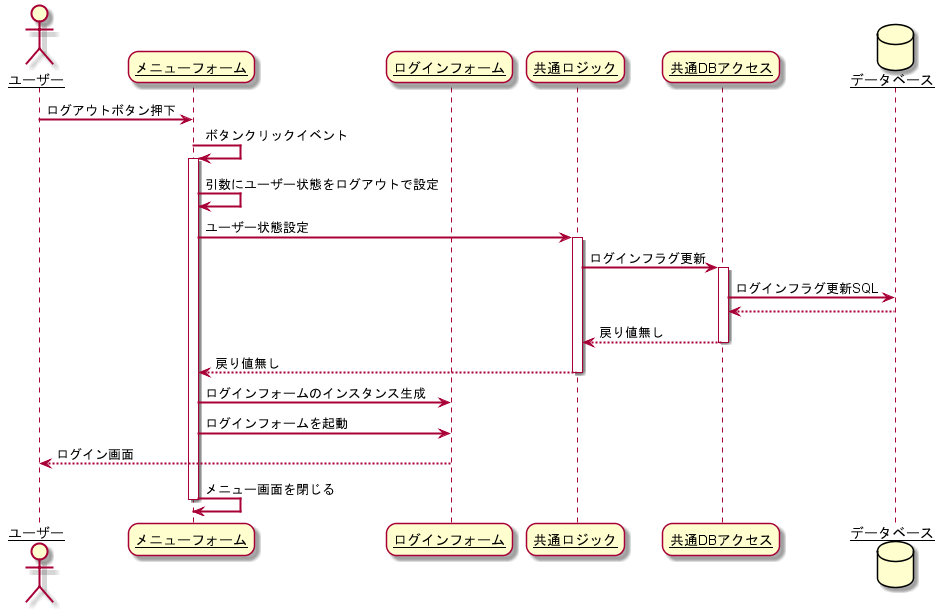 ユーザー
メニューフォーム
ログインフォーム
共通ロジック
共通DBアクセス
データベース
ログアウトボタン押下
ボタンクリックイベント
引数にユーザー状態をログアウトで設定
ユーザー状態設定
ログインフラグ更新
ログインフラグ更新SQL
戻り値無し
戻り値無し
ログインフォームのインスタンス生成
ログインフォームを起動
ログイン画面
メニュー画面を閉じる
ユーザー
メニューフォーム
ログインフォーム
共通ロジック
共通DBアクセス
データベース